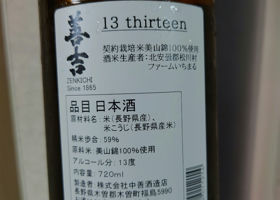 善吉
ZENKICHI
Since 1865
13 thirteen
契約栽培米美山錦100%使用
酒米生産者：北安曇郡松川村
ファームいちまる
品目 日本酒
原材料名：米(長野県産)、
米こうじ(長野県産米)
精米歩合：59%
原料米：美山錦100%使用
アルコール分：13度
内容量：720ml
製造者：株式会社中善酒造店
長野県木曽郡木曽町福島5990